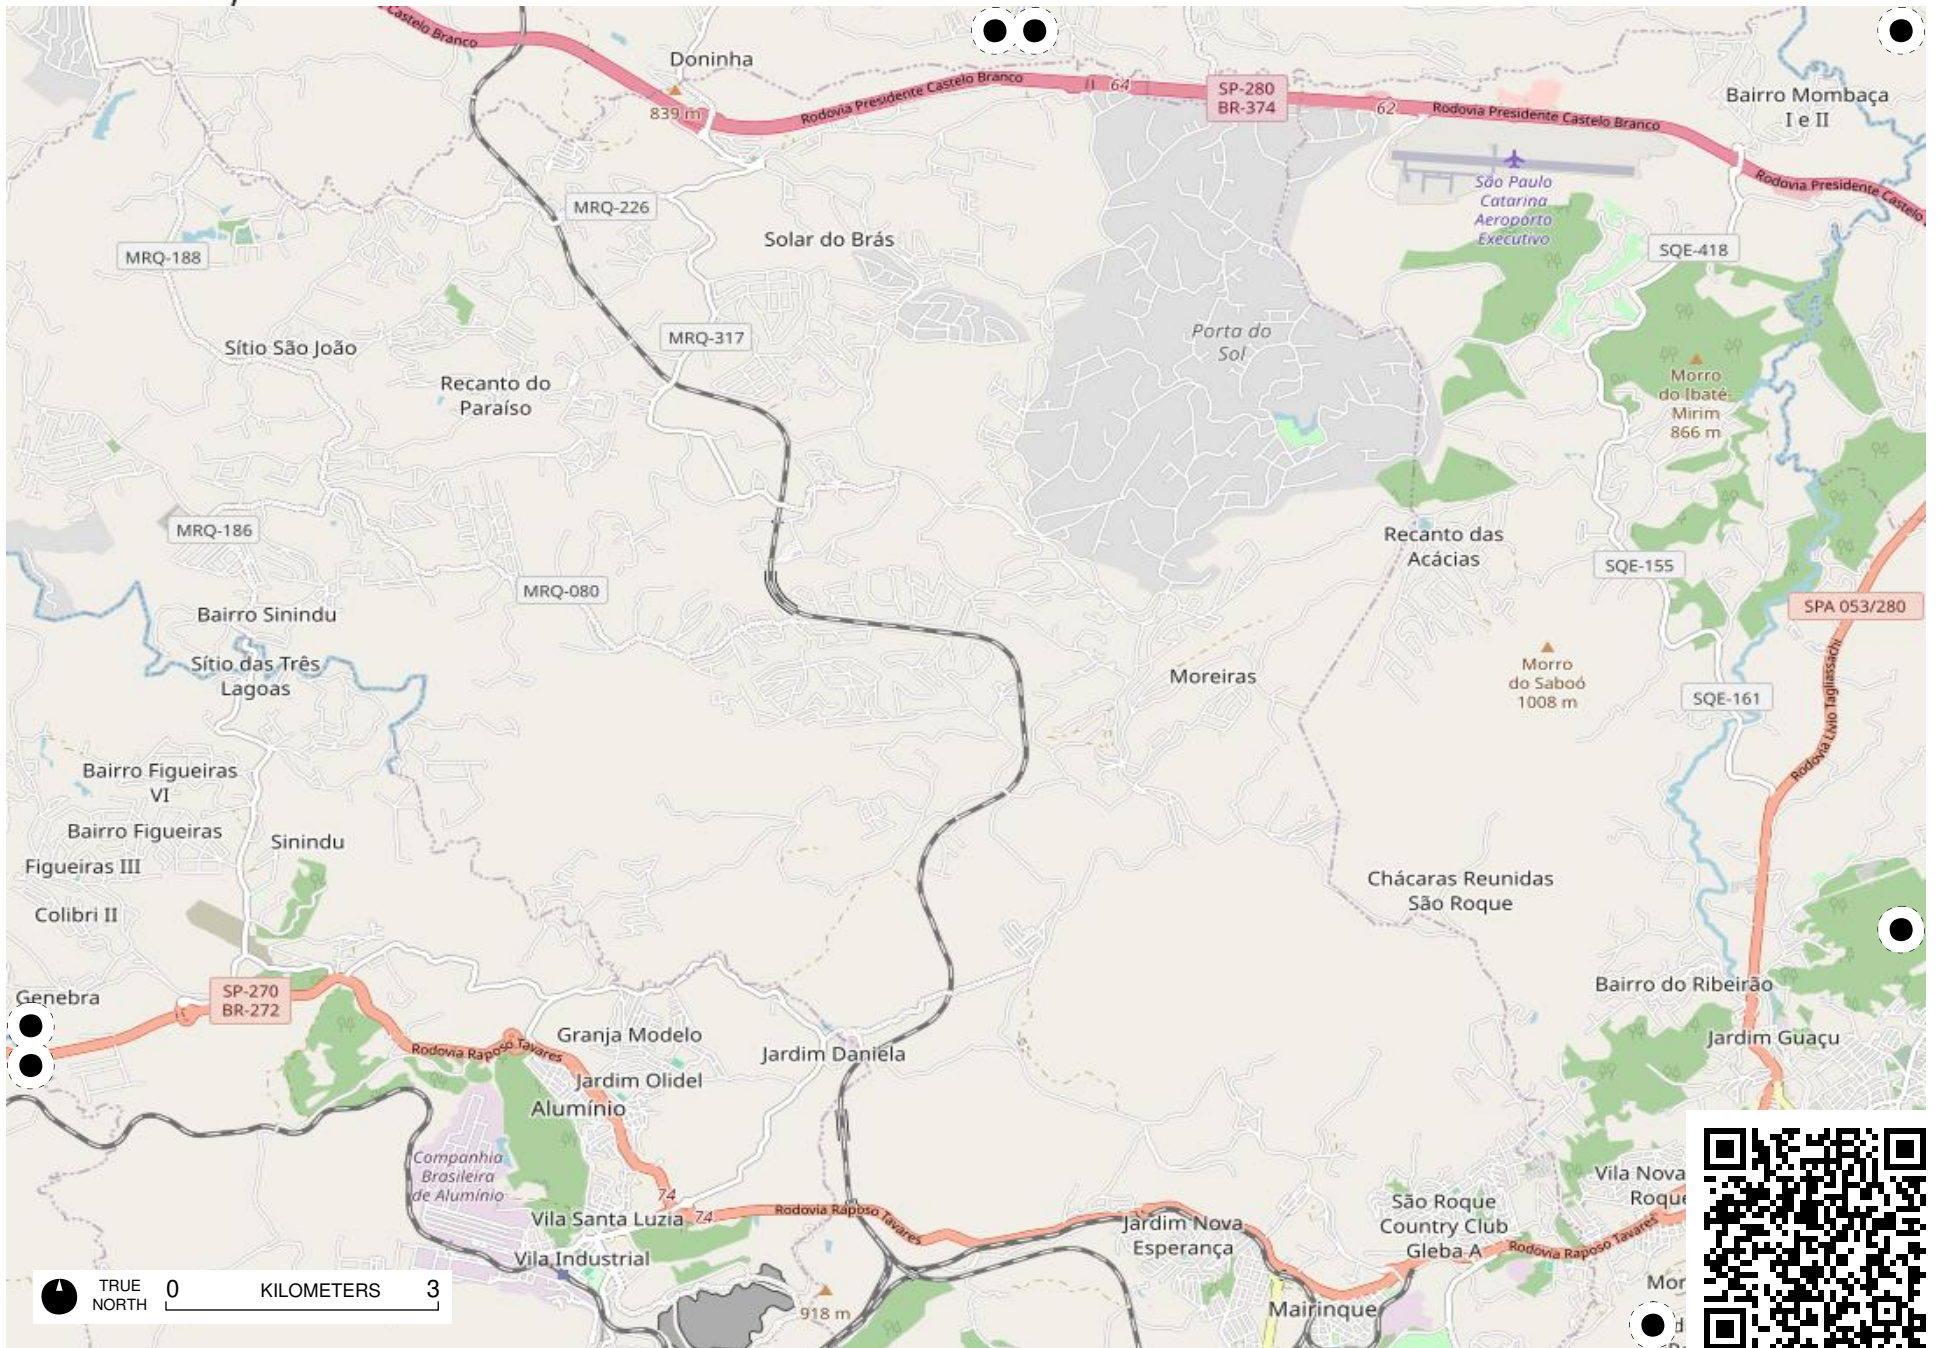 Castelo Branco
Doninha
839 m
Rodovia Presidente Castelo Branco
64
SP-280
BR-374
62
Rodovia Presidente Castelo Branco
Bairro Mombaça
I e II
Rodovia Presidente Castelo
São Paulo
Catarina
Aeroporto
Executivo
MRQ-226
Solar do Brás
MRQ-188
SQE-418
MRQ-317
Porta do
Sol
Sítio São João
Recanto do
Paraíso
Morro
do Ibaté-
Mirim
866 m
MRQ-186
Recanto das
Acácias
SQE-155
MRQ-080
SPA 053/280
Bairro Sinindu
Sítio das Três
Lagoas
Moreiras
Morro
do Saboó
1008 m
SQE-161
Rodovia Lívio Tagliassachi
Bairro Figueiras
VI
Bairro Figueiras
Sinindu
Figueiras III
Colibri II
Chácaras Reunidas
São Roque
Genebra
SP-270
BR-272
Bairro do Ribeirão
Granja Modelo
Jardim Daniela
Jardim Guaçu
Rodovia Raposo Tavares
Jardim Olidel
Alumínio
Companhia
Brasileira
de Alumínio
74
74
Vila Santa Luzia
Rodovia Raposo Tavares
Vila Industrial
Jardim Nova
Esperança
São Roque
Country Club
Gleba A
Vila Nova
Roque
Rodovia Raposo Tavares
TRUE
NORTH
0 KILOMETERS 3
918 m
Mairinque
Mor